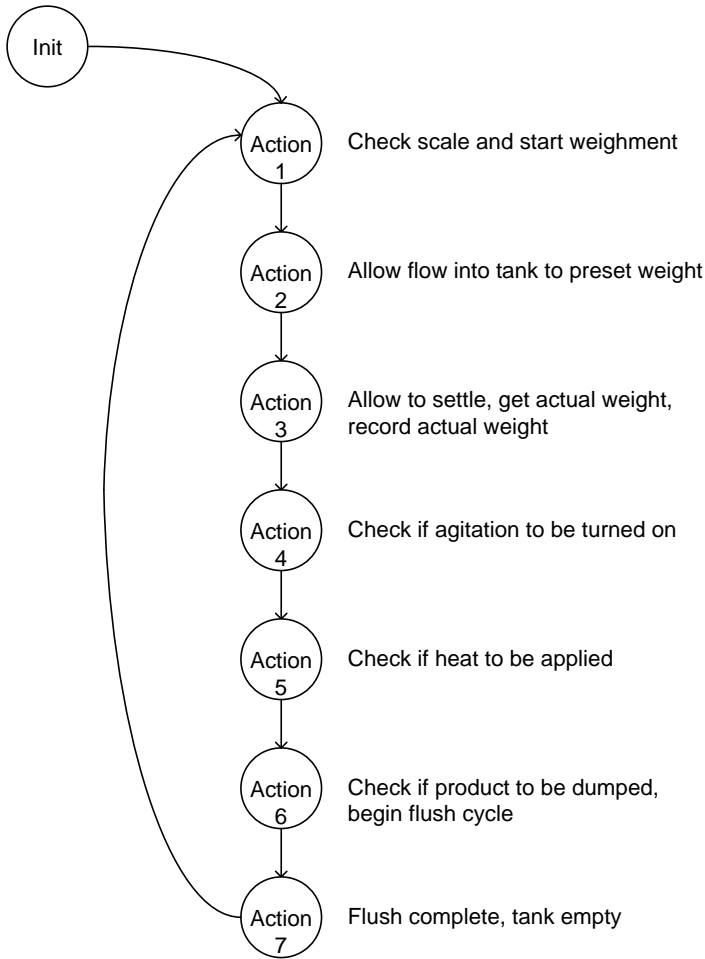 Init
Action
1
Check scale and start weighment
Action
2
Allow flow into tank to preset weight
Action
3
Allow to settle, get actual weight,
record actual weight
Action
4
Check if agitation to be turned on
Action
5
Check if heat to be applied
Action
6
Check if product to be dumped,
begin flush cycle
Action
7
Flush complete, tank empty